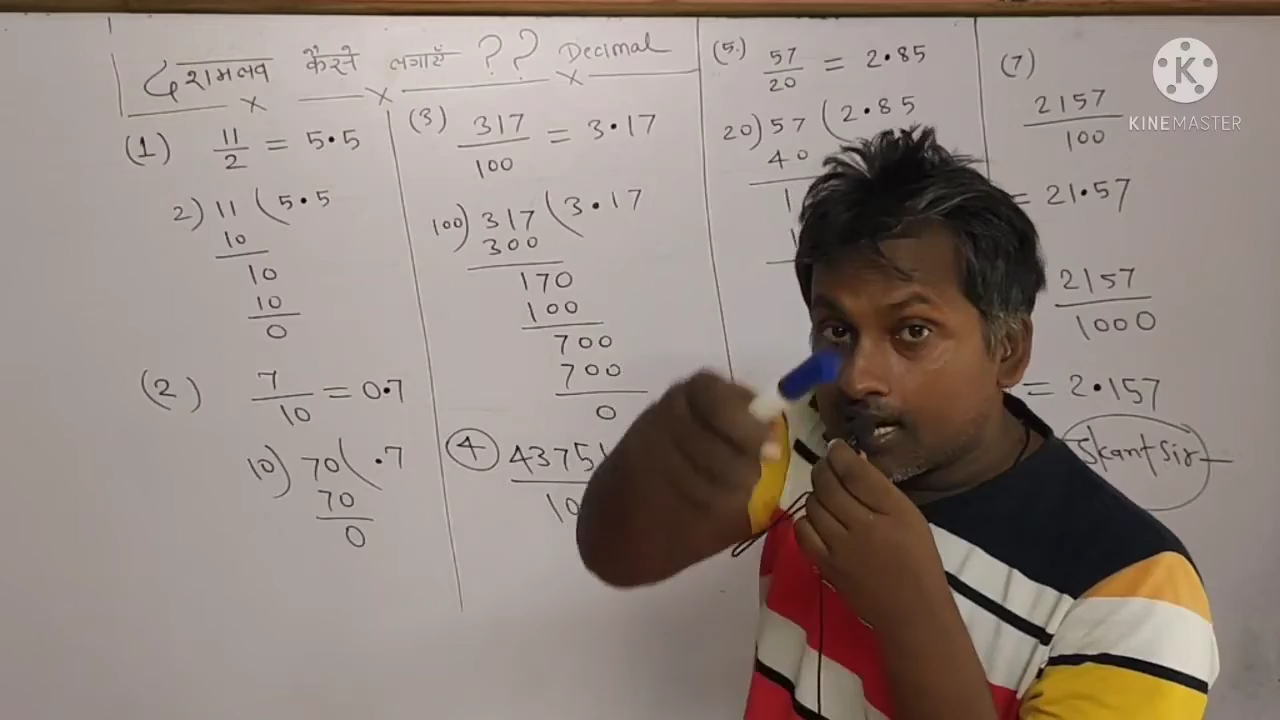 दशमलव कैसे लगाएँ ?? Decimal
(1) 11/2 = 5.5
2) 11 ( 5.5
10
10
10
0
(2) 7/10 = 0.7
10) 70 ( .7
70
0
(3) 317/100 = 3.17
100) 317 ( 3.17
300
170
100
700
700
0
(4) 4375
10
(5.) 57/20 = 2.85
20) 57 ( 2.85
40
1
(7) 2157/100
= 21.57
2157/1000
= 2.157
Skant Sir
KINEMASTER